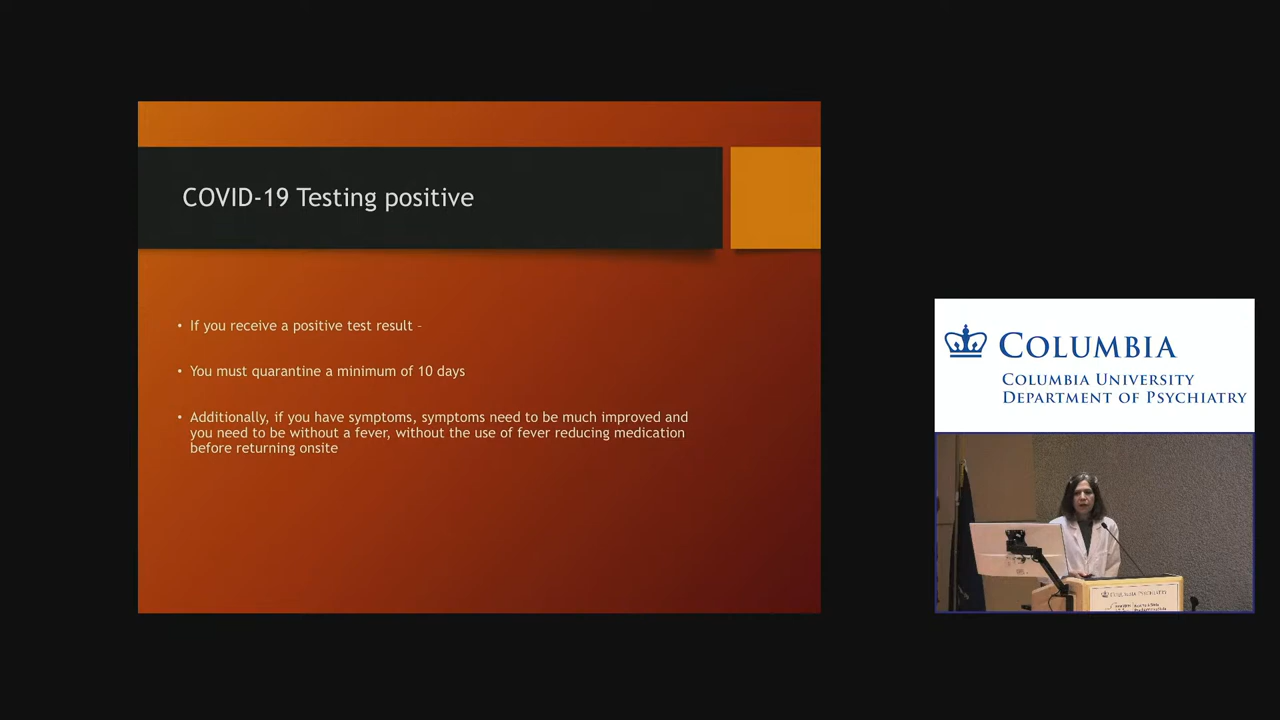 COVID-19 Testing positive
• If you receive a positive test result –
• You must quarantine a minimum of 10 days
• Additionally, if you have symptoms, symptoms need to be much improved and
you need to be without a fever, without the use of fever reducing medication
before returning onsite
COLUMBIA
COLUMBIA UNIVERSITY
DEPARTMENT OF PSYCHIATRY
COLUMBIA PSYCHIATRY